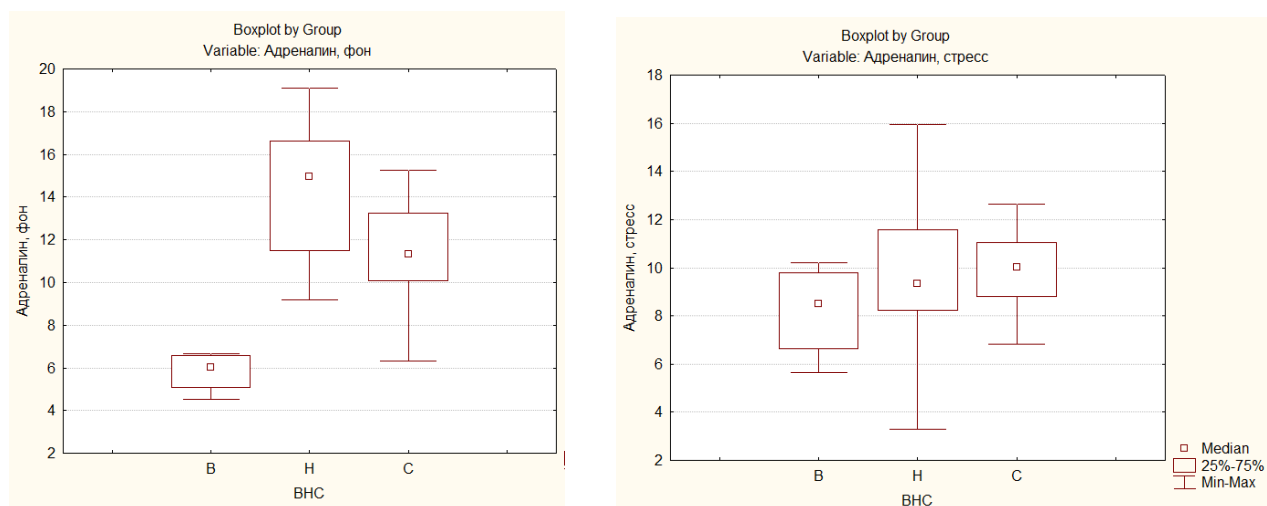 Boxplot by Group
Variable: Адреналин, фон
20
18
16
14
12
10
8
6
4
2
Адреналин, фон
В
Н
С
ВНС
Boxplot by Group
Variable: Адреналин, стресс
18
16
14
12
10
8
6
4
2
Адреналин, стресс
В
Н
С
ВНС
Median
25%-75%
Min-Max